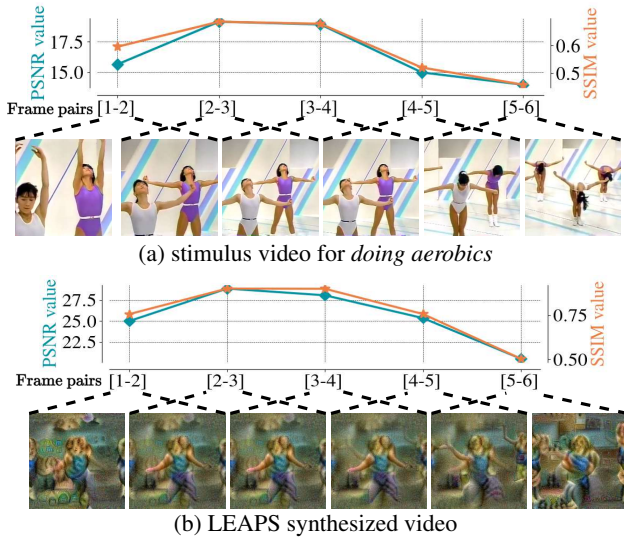 PSNR value
17.5
15.0
0.6
0.5
SSIM value
Frame pairs [1-2] [2-3] [3-4] [4-5] [5-6]
(a) stimulus video for doing aerobics
PSNR value
27.5
25.0
22.5
0.75
0.50
SSIM value
Frame pairs [1-2] [2-3] [3-4] [4-5] [5-6]
(b) LEAPS synthesized video